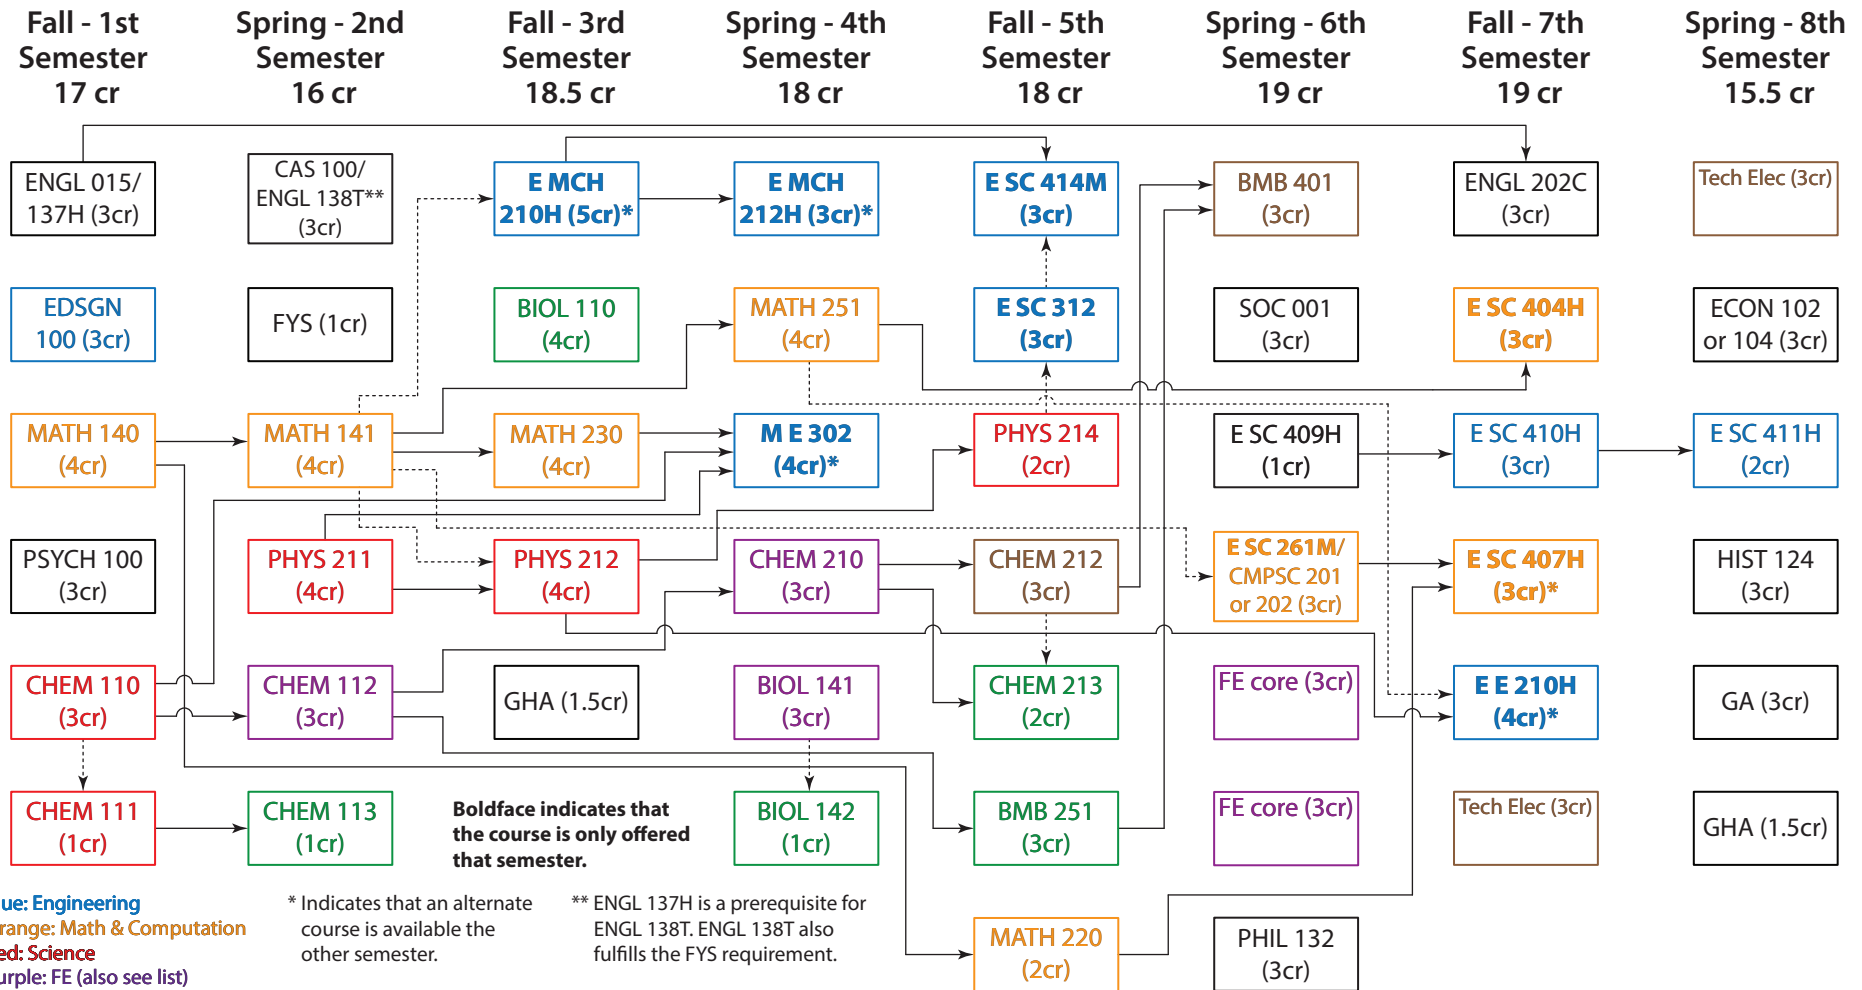 Fall - 1st
Semester
17 cr
Spring - 2nd
Semester
16 cr
Fall - 3rd
Semester
18.5 cr
Spring - 4th
Semester
18 cr
Fall - 5th
Semester
18 cr
Spring - 6th
Semester
19 cr
Fall - 7th
Semester
19 cr
Spring - 8th
Semester
15.5 cr
ENGL 015/
137H (3cr)
CAS 100/
ENGL 138T**
(3cr)
E MCH
210H (5cr)*
E MCH
212H (3cr)*
E SC 414M
(3cr)
BMB 401
(3cr)
ENGL 202C
(3cr)
Tech Elec (3cr)
EDSGN
100 (3cr)
FYS (1cr)
BIOL 110
(4cr)
MATH 251
(4cr)
E SC 312
(3cr)
SOC 001
(3cr)
E SC 404H
(3cr)
ECON 102
or 104 (3cr)
MATH 140
(4cr)
MATH 141
(4cr)
MATH 230
(4cr)
M E 302
(4cr)*
PHYS 214
(2cr)
E SC 409H
(1cr)
E SC 410H
(3cr)
E SC 411H
(2cr)
PSYCH 100
(3cr)
PHYS 211
(4cr)
PHYS 212
(4cr)
CHEM 210
(3cr)
CHEM 212
(3cr)
E SC 261M/
CMPSC 201
or 202 (3cr)
E SC 407H
(3cr)*
HIST 124
(3cr)
CHEM 110
(3cr)
CHEM 112
(3cr)
GHA (1.5cr)
BIOL 141
(3cr)
CHEM 213
(2cr)
FE core (3cr)
E E 210H
(4cr)*
GA (3cr)
CHEM 111
(1cr)
CHEM 113
(1cr)
Boldface indicates that
the course is only offered
that semester.
BIOL 142
(1cr)
BMB 251
(3cr)
FE core (3cr)
Tech Elec (3cr)
GHA (1.5cr)
ue: Engineering
range: Math & Computation
ed: Science
urple: FE (also see list)
* Indicates that an alternate
course is available the
other semester.
** ENGL 137H is a prerequisite for
ENGL 138T. ENGL 138T also
fulfills the FYS requirement.
MATH 220
(2cr)
PHIL 132
(3cr)